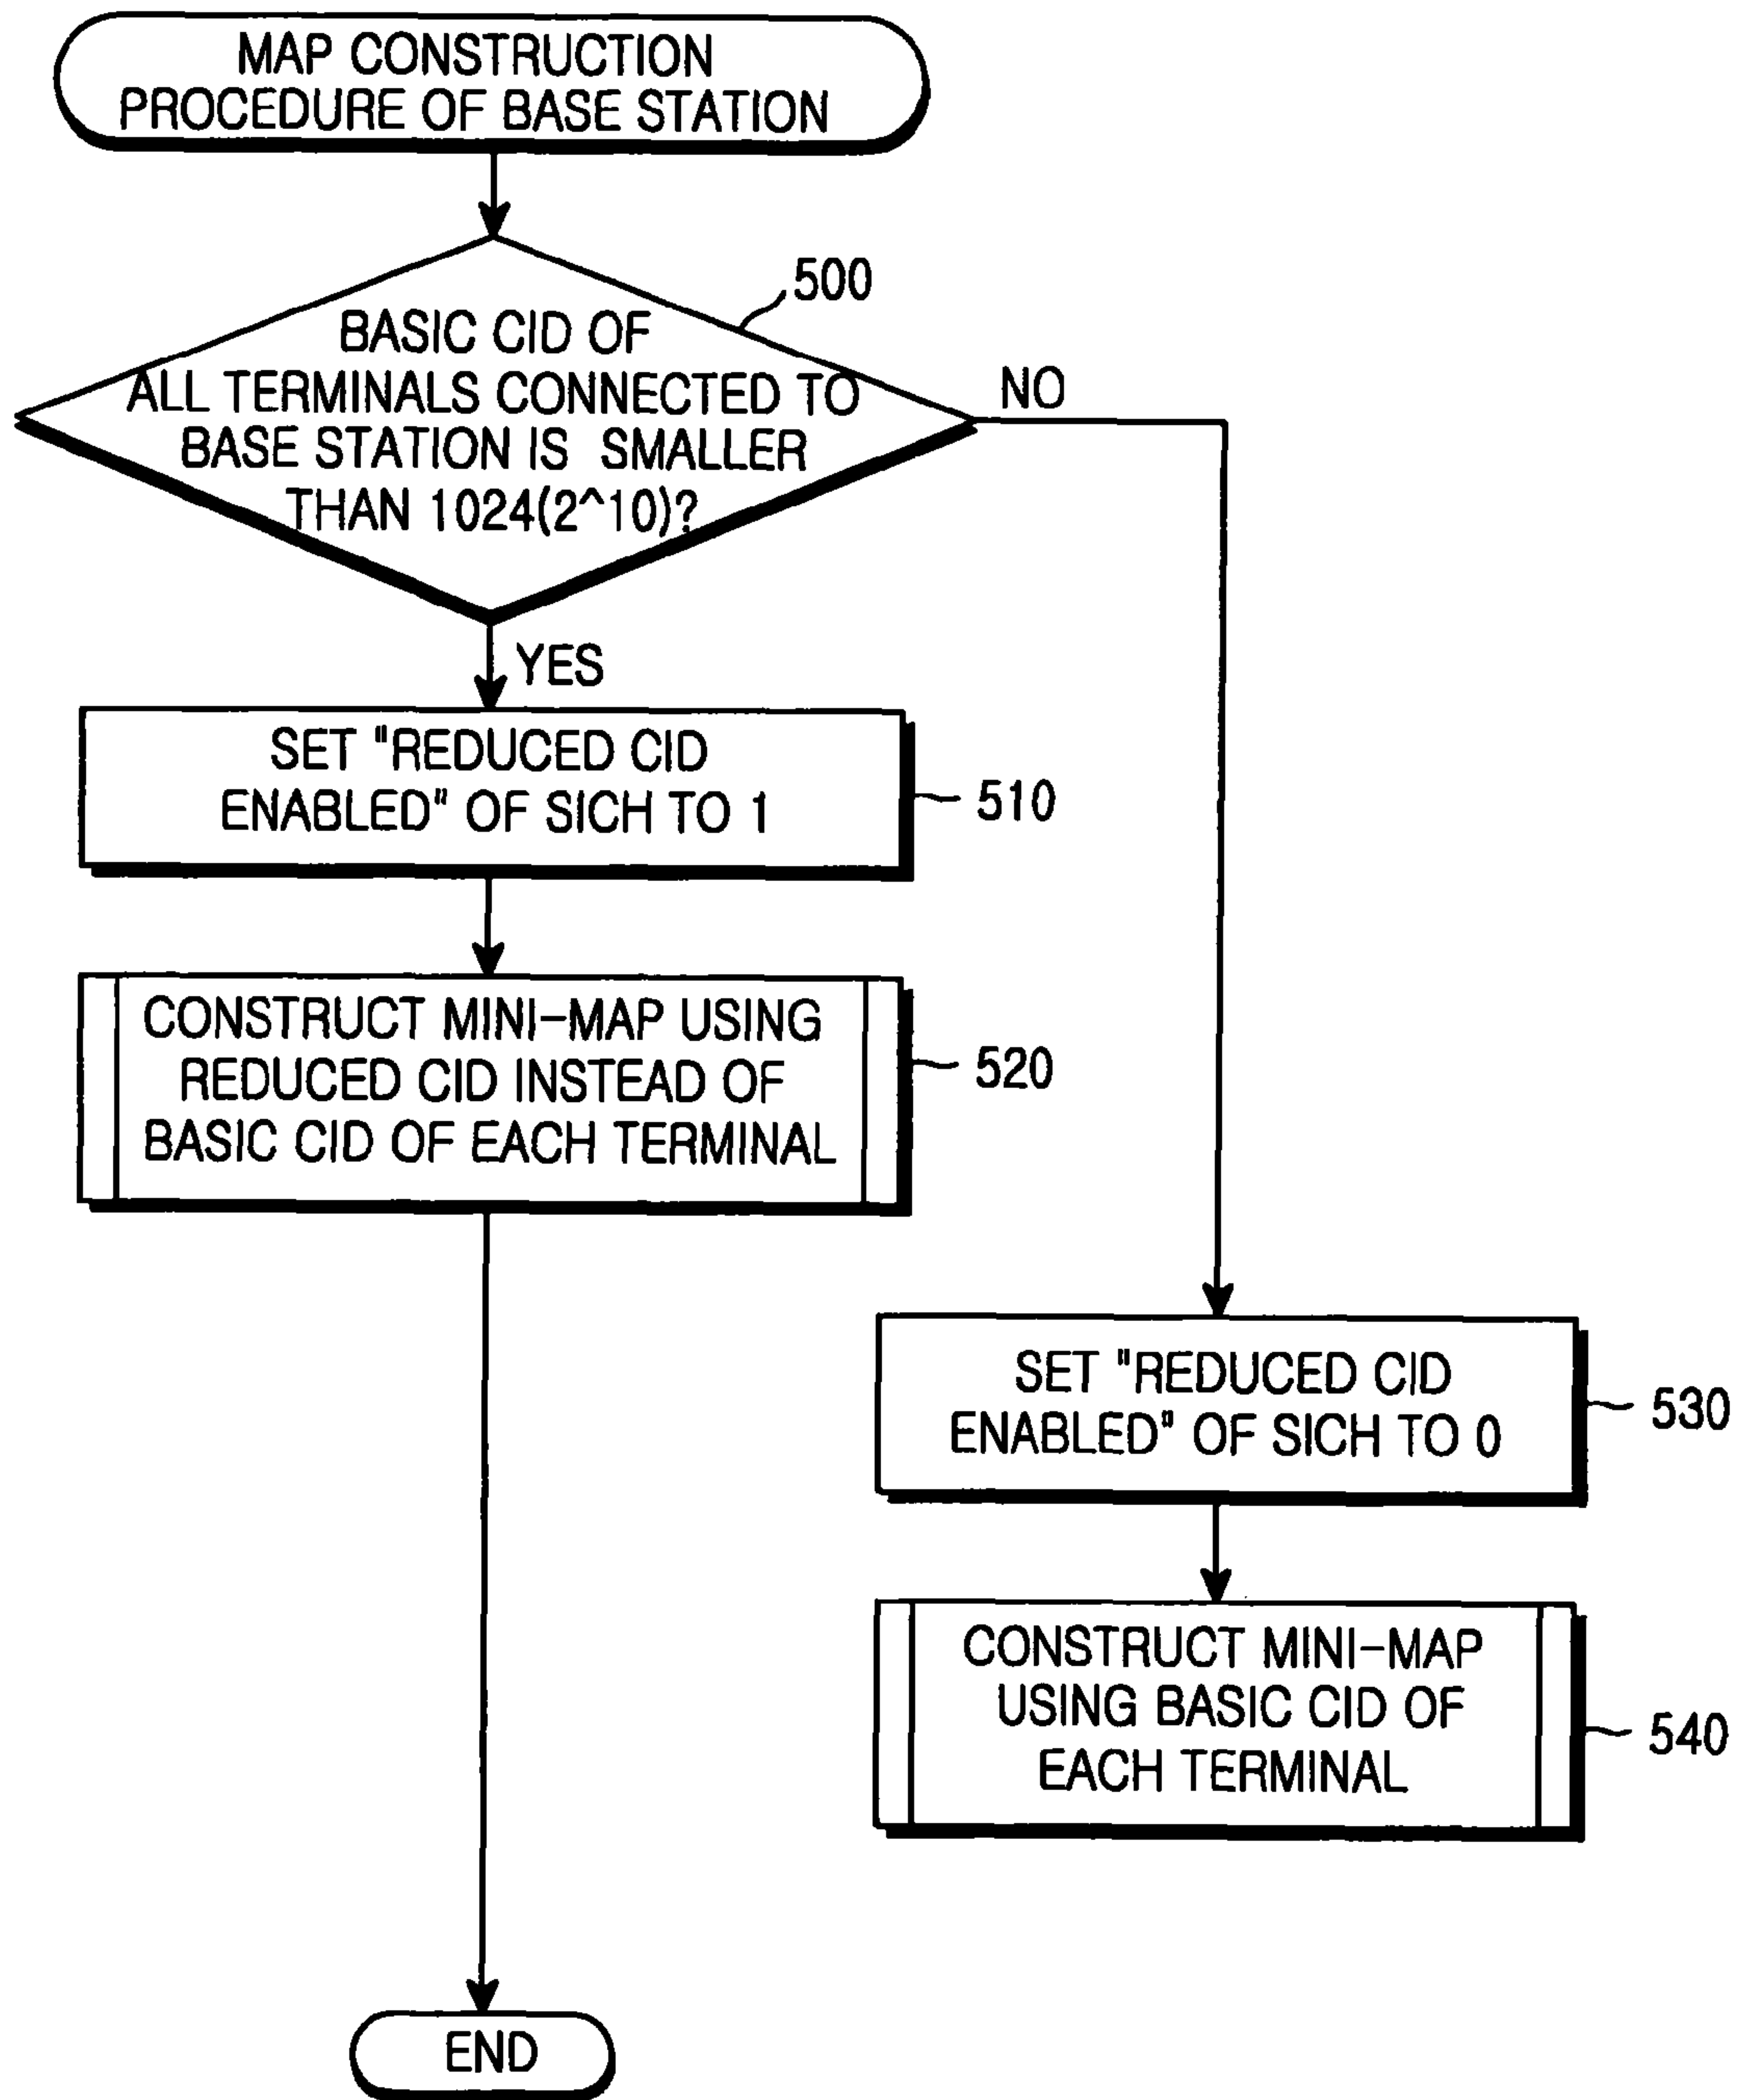 MAP CONSTRUCTION
PROCEDURE OF BASE STATION
500
BASIC CID OF
ALL TERMINALS CONNECTED TO
BASE STATION IS SMALLER
THAN 1024(2^10)?
NO
YES
SET "REDUCED CID
ENABLED" OF SICH TO 1
510
CONSTRUCT MINI-MAP USING
REDUCED CID INSTEAD OF
BASIC CID OF EACH TERMINAL
520
SET "REDUCED CID
ENABLED" OF SICH TO 0
530
CONSTRUCT MINI-MAP
USING BASIC CID OF
EACH TERMINAL
540
END